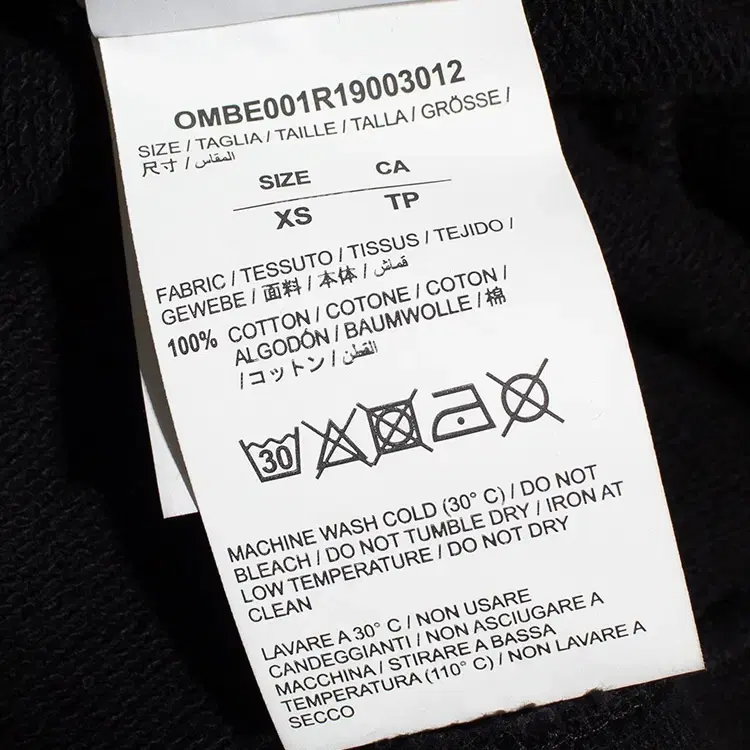 OMBE001R19003012
SIZE / TAGLIA / TAILLE / TALLA / GRÖSSE /
尺寸 / المقاس
SIZE CA
XS TP
FABRIC / TESSUTO / TISSUS / TEJIDO /
GEWEBE / 面料 / 本体 / قماش
100% COTTON / COTONE / COTON /
ALGODÓN / BAUMWOLLE / 棉
/ コットン / القطن
30
MACHINE WASH COLD (30° C) / DO NOT
BLEACH / DO NOT TUMBLE DRY / IRON AT
LOW TEMPERATURE / DO NOT DRY
CLEAN
LAVARE A 30° C / NON USARE
CANDEGGIANTI / NON ASCIUGARE A
MACCHINA / STIRARE A BASSA
TEMPERATURA (110° C) / NON LAVARE A
SECCO